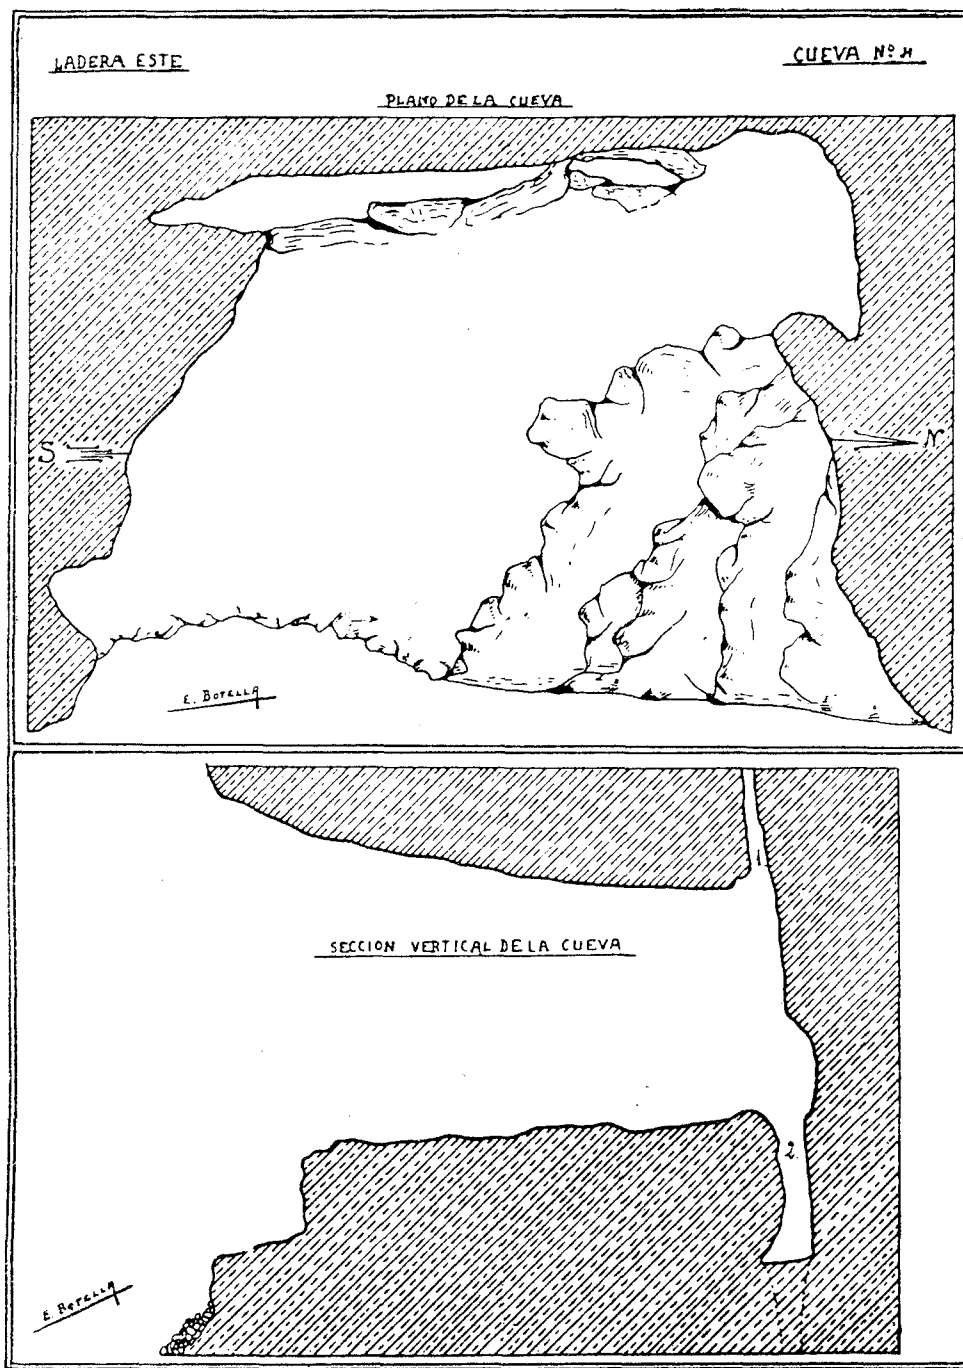 LADERA ESTE
CUEVA Nº
PLANO DE LA CUEVA
S
N
E. BOTELLA
1
SECCION VERTICAL DE LA CUEVA
2
E. BOTELLA